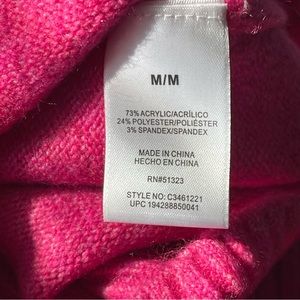 M/M
73% ACRYLIC/ACRÍLICO
24% POLYESTER/POLIÉSTER
3% SPANDEX/SPANDEX
MADE IN CHINA
HECHO EN CHINA
RN#51323
STYLE NO: C3461221
UPC 194288850041